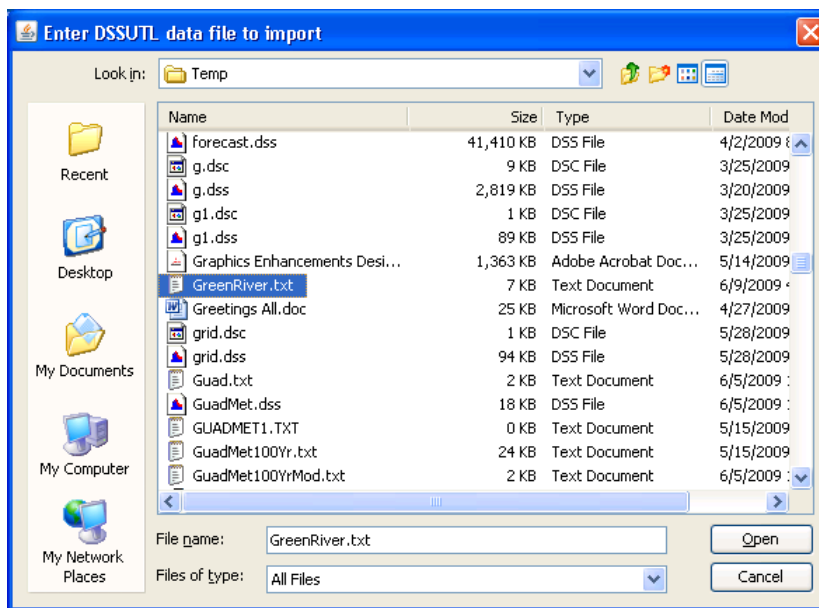 Enter DSSUTL data file to import
Look in: Temp
Name Size Type Date Mod
forecast.dss 41,410 KB DSS File 4/2/2009
g.dsc 9 KB DSC File 3/25/2009
g.dss 2,819 KB DSS File 3/20/2009
g1.dsc 1 KB DSC File 3/25/2009
g1.dss 89 KB DSS File 3/25/2009
Graphics Enhancements Desi... 1,363 KB Adobe Acrobat Doc... 5/14/2009
GreenRiver.txt 7 KB Text Document 6/9/2009
Greetings All.doc 25 KB Microsoft Word Doc... 4/27/2009
grid.dsc 1 KB DSC File 5/28/2009
grid.dss 94 KB DSS File 5/28/2009
Guad.txt 2 KB Text Document 6/5/2009
GuadMet.dss 18 KB DSS File 6/5/2009
GUADMET1.TXT 0 KB Text Document 5/15/2009
GuadMet100Yr.txt 24 KB Text Document 5/15/2009
GuadMet100YrMod.txt 2 KB Text Document 6/5/2009
Recent
Desktop
My Documents
My Computer
My Network
Places
File name: GreenRiver.txt Open
Files of type: All Files Cancel